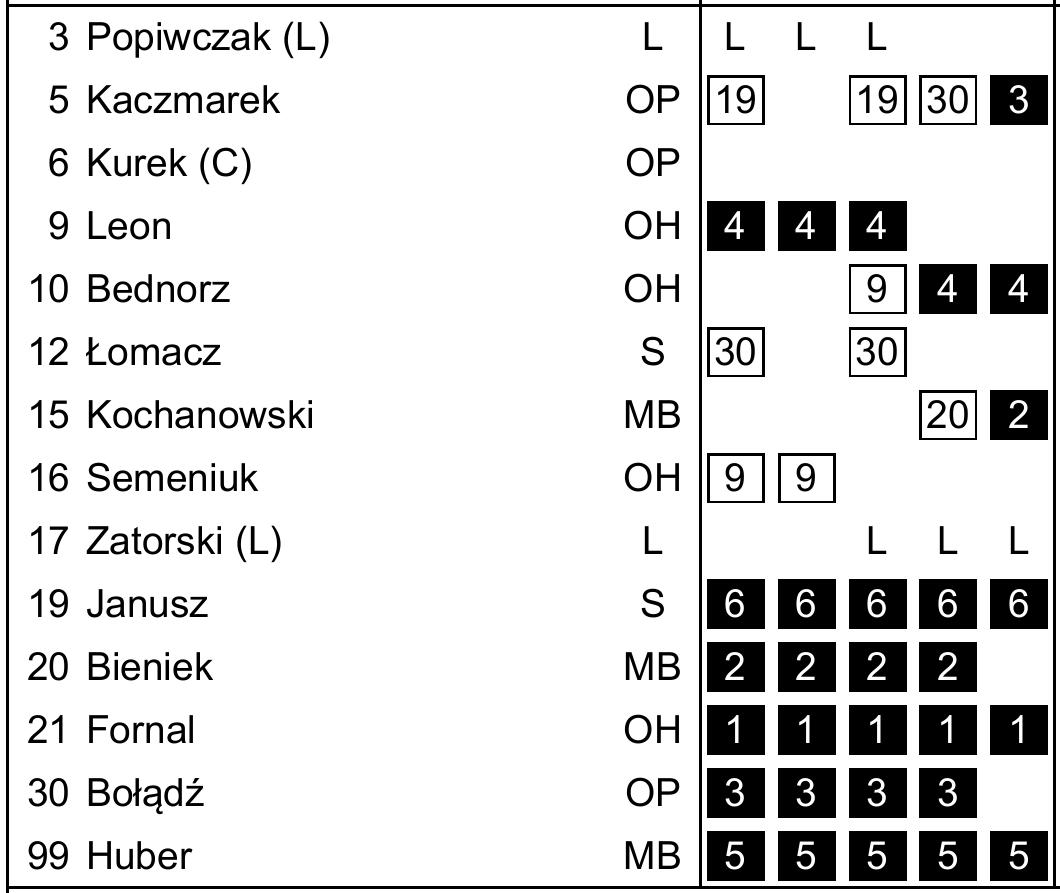 3 Popiwczak (L) L L L L
5 Kaczmarek OP 19 19 30 3
6 Kurek (C) OP
9 Leon OH 4 4 4
10 Bednorz OH 9 4 4
12 Łomacz S 30 30
15 Kochanowski MB 20 2
16 Semeniuk OH 9 9
17 Zatorski (L) L L L L
19 Janusz S 6 6 6 6 6
20 Bieniek MB 2 2 2 2
21 Fornal OH 1 1 1 1 1
30 Bołądź OP 3 3 3 3
99 Huber MB 5 5 5 5 5